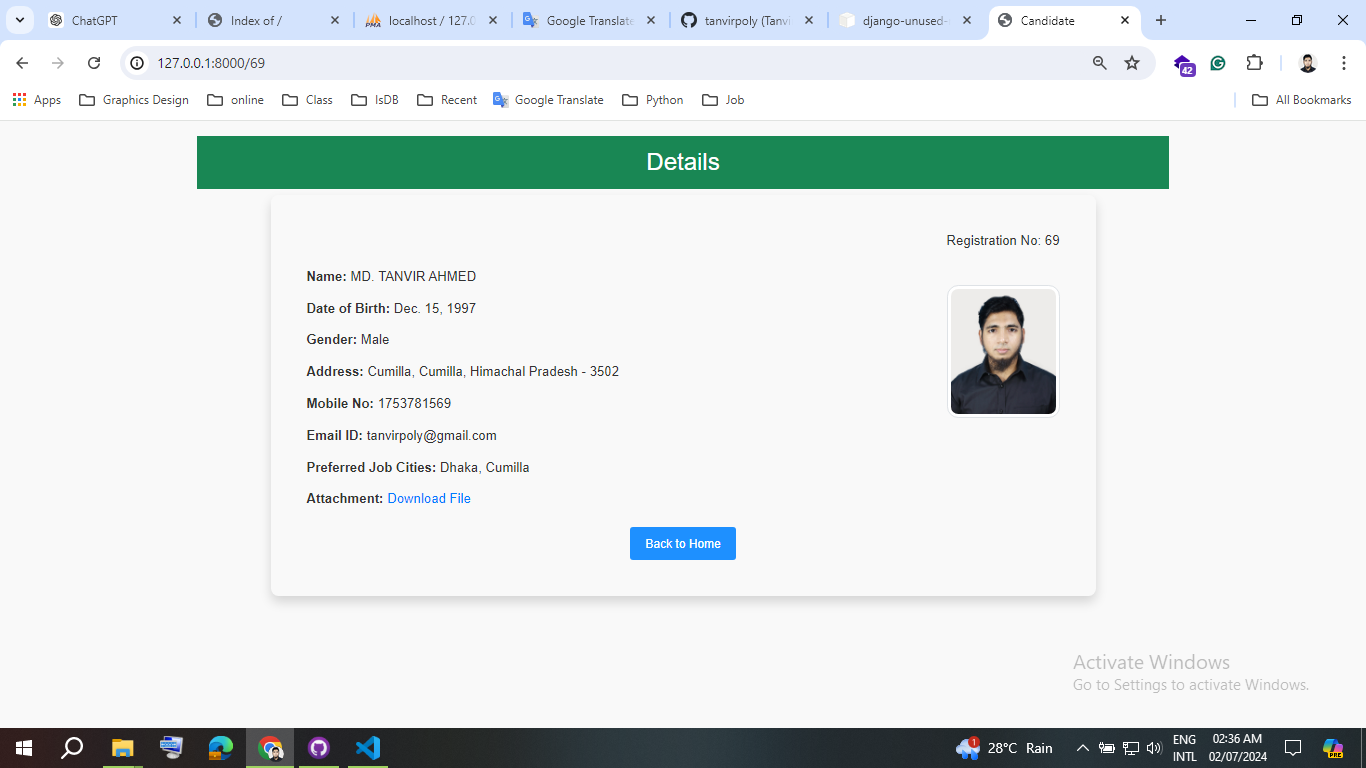 ChatGPT
Index of /
localhost / 127.0
Google Translate
tanvirpoly (Tanvi
django-unused-
Candidate
127.0.0.1:8000/69
42
Apps
Graphics Design
online
Class
IsDB
Recent
Google Translate
Python
Job
All Bookmarks
Details
Registration No: 69
Name: MD. TANVIR AHMED
Date of Birth: Dec. 15, 1997
Gender: Male
Address: Cumilla, Cumilla, Himachal Pradesh - 3502
Mobile No: 1753781569
Email ID: tanvirpoly@gmail.com
Preferred Job Cities: Dhaka, Cumilla
Attachment: Download File
Back to Home
Activate Windows
Go to Settings to activate Windows.
1
28°C Rain
ENG
INTL
02:36 AM
02/07/2024
PRE